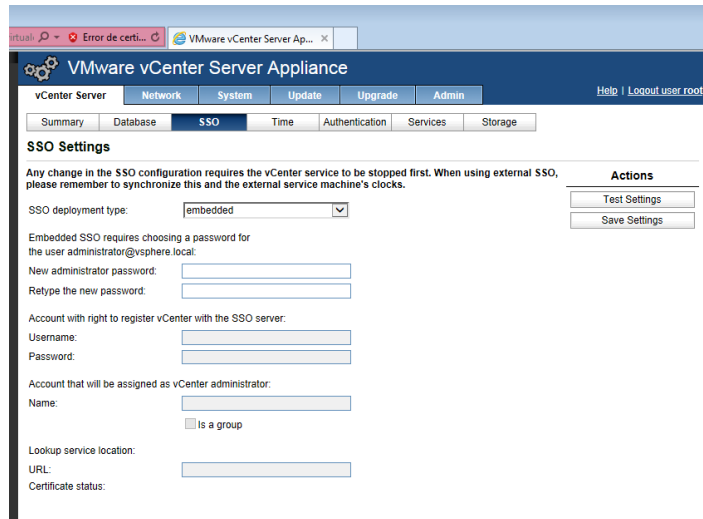 irtuali
Error de certi...
VMware vCenter Server Ap...
VMware vCenter Server Appliance
Help | Logout user root
vCenter Server Network System Update Upgrade Admin
Summary Database SSO Time Authentication Services Storage
SSO Settings
Any change in the SSO configuration requires the vCenter service to be stopped first. When using external SSO,
please remember to synchronize this and the external service machine's clocks.
Actions
Test Settings
Save Settings
SSO deployment type: embedded
Embedded SSO requires choosing a password for
the user administrator@vsphere.local:
New administrator password:
Retype the new password:
Account with right to register vCenter with the SSO server:
Username:
Password:
Account that will be assigned as vCenter administrator:
Name:
Is a group
Lookup service location:
URL:
Certificate status: